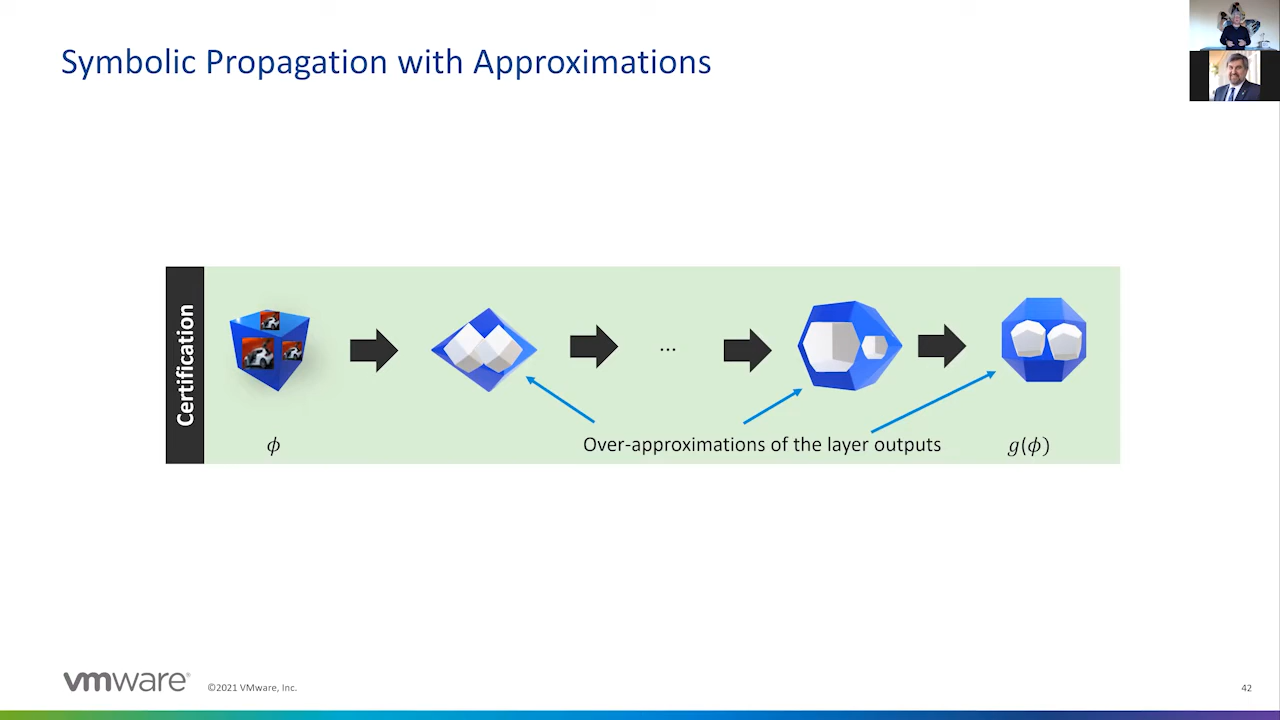 Symbolic Propagation with Approximations
Certification
...
ϕ
Over-approximations of the layer outputs
g(ϕ)
vmware®
©2021 VMware, Inc.
42